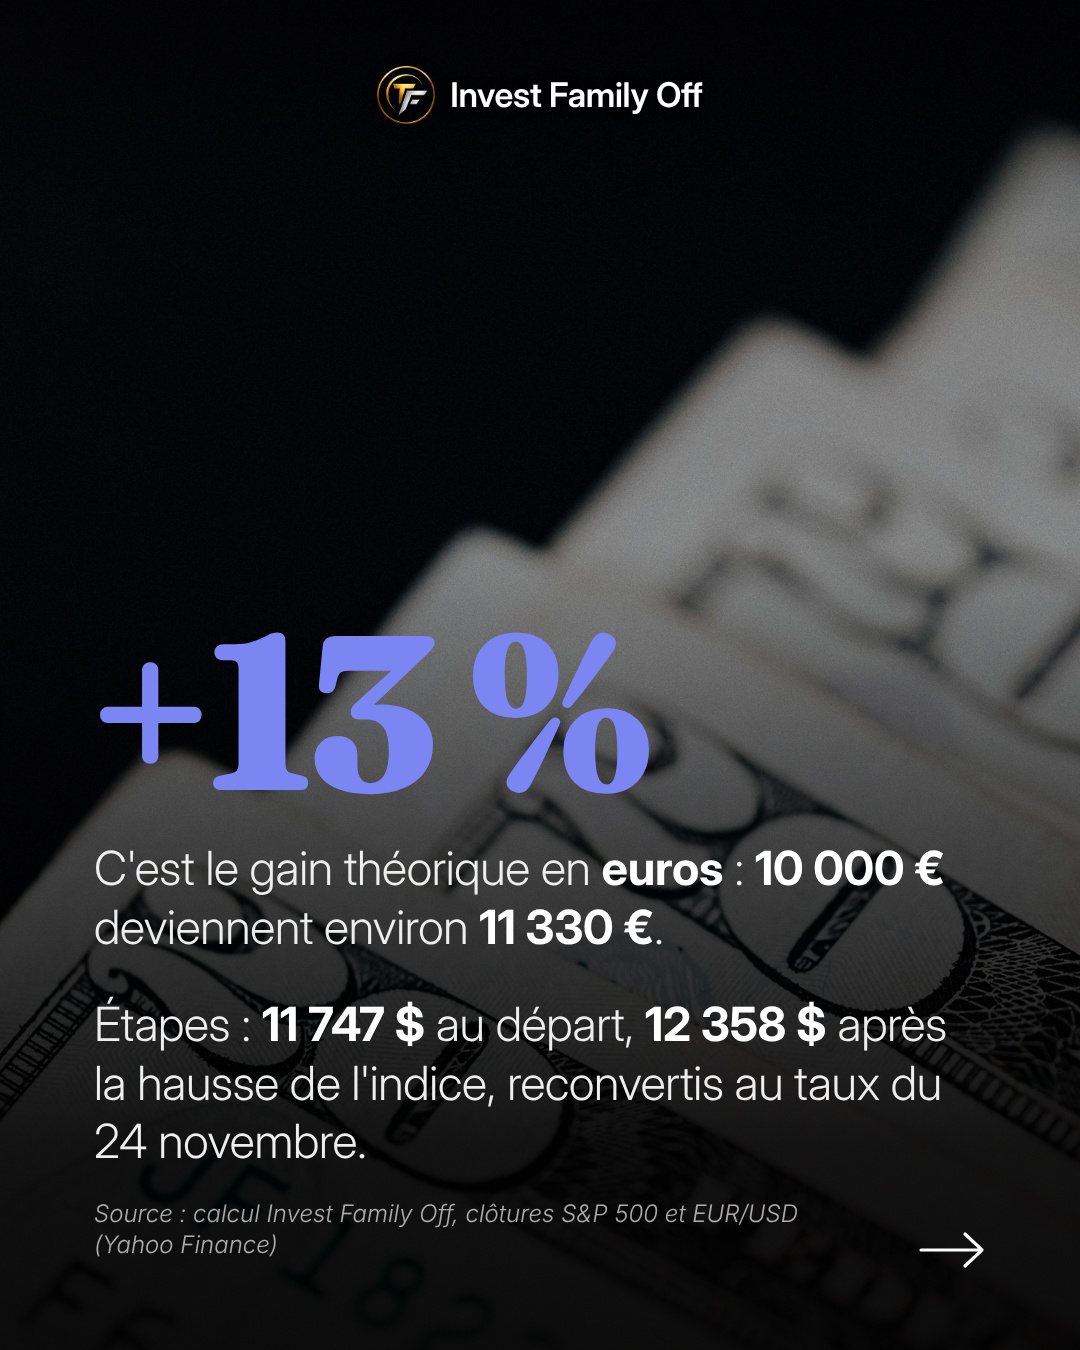 Invest Family Off
+13 %
C'est le gain théorique en euros : 10 000 €
deviennent environ 11 330 €.
Étapes : 11 747 $ au départ, 12 358 $ après
la hausse de l'indice, reconvertis au taux du
24 novembre.
Source : calcul Invest Family Off, clôtures S&P 500 et EUR/USD
(Yahoo Finance)